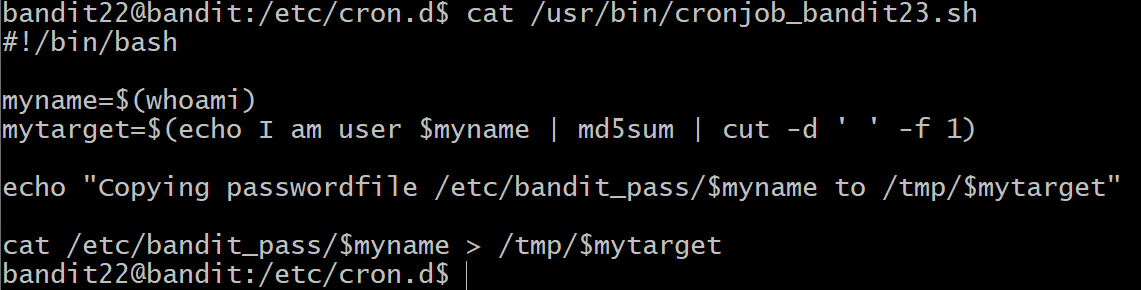 bandit22@bandit:/etc/cron.d$ cat /usr/bin/cronjob_bandit23.sh
#!/bin/bash
myname=$(whoami)
mytarget=$(echo I am user $myname | md5sum | cut -d ' ' -f 1)
echo "Copying passwordfile /etc/bandit_pass/$myname to /tmp/$mytarget"
cat /etc/bandit_pass/$myname > /tmp/$mytarget
bandit22@bandit:/etc/cron.d$